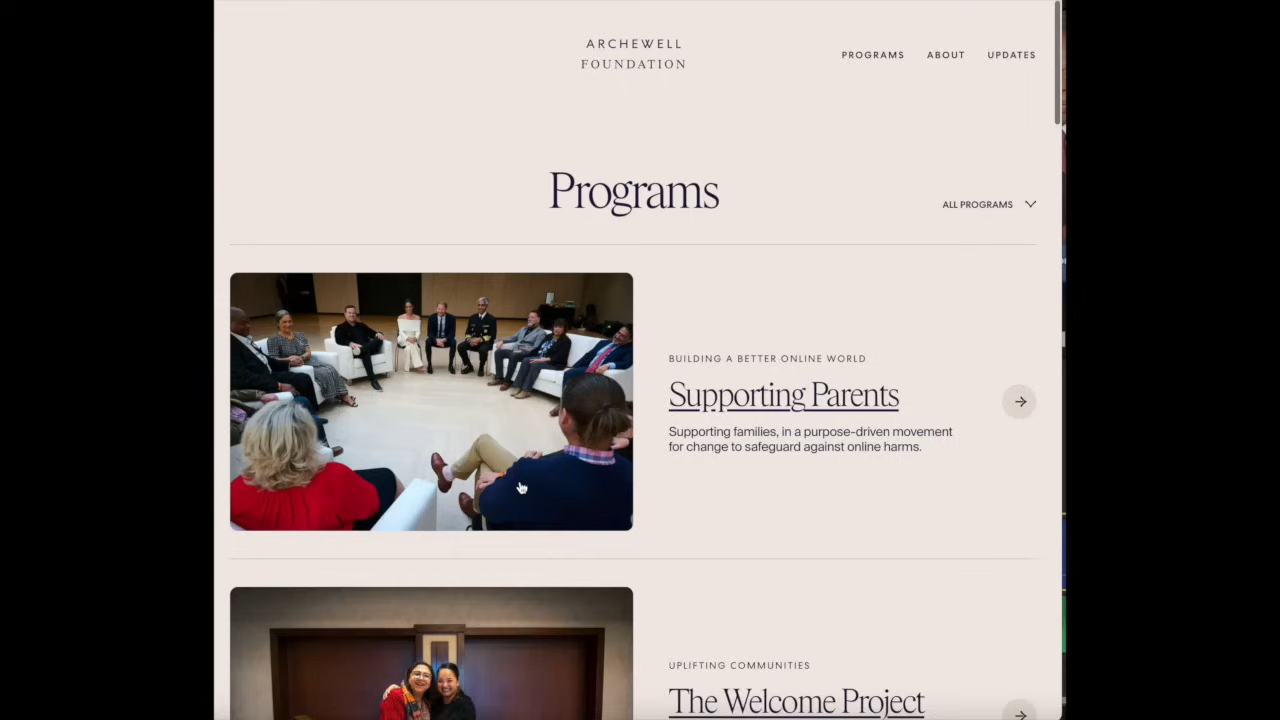 ARCHEWELL
FOUNDATION
PROGRAMS ABOUT UPDATES
Programs
ALL PROGRAMS
BUILDING A BETTER ONLINE WORLD
Supporting Parents
Supporting families, in a purpose-driven movement
for change to safeguard against online harms.
UPLIFTING COMMUNITIES
The Welcome Project